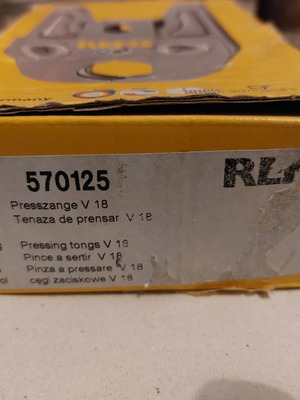 REMS
570125
Presszange V 18
Tenaza de prensar V 18
Pressing tongs V 18
Pince a sertir V 18
Pinza a pressare V 18
cęgi zaciskowe V 18